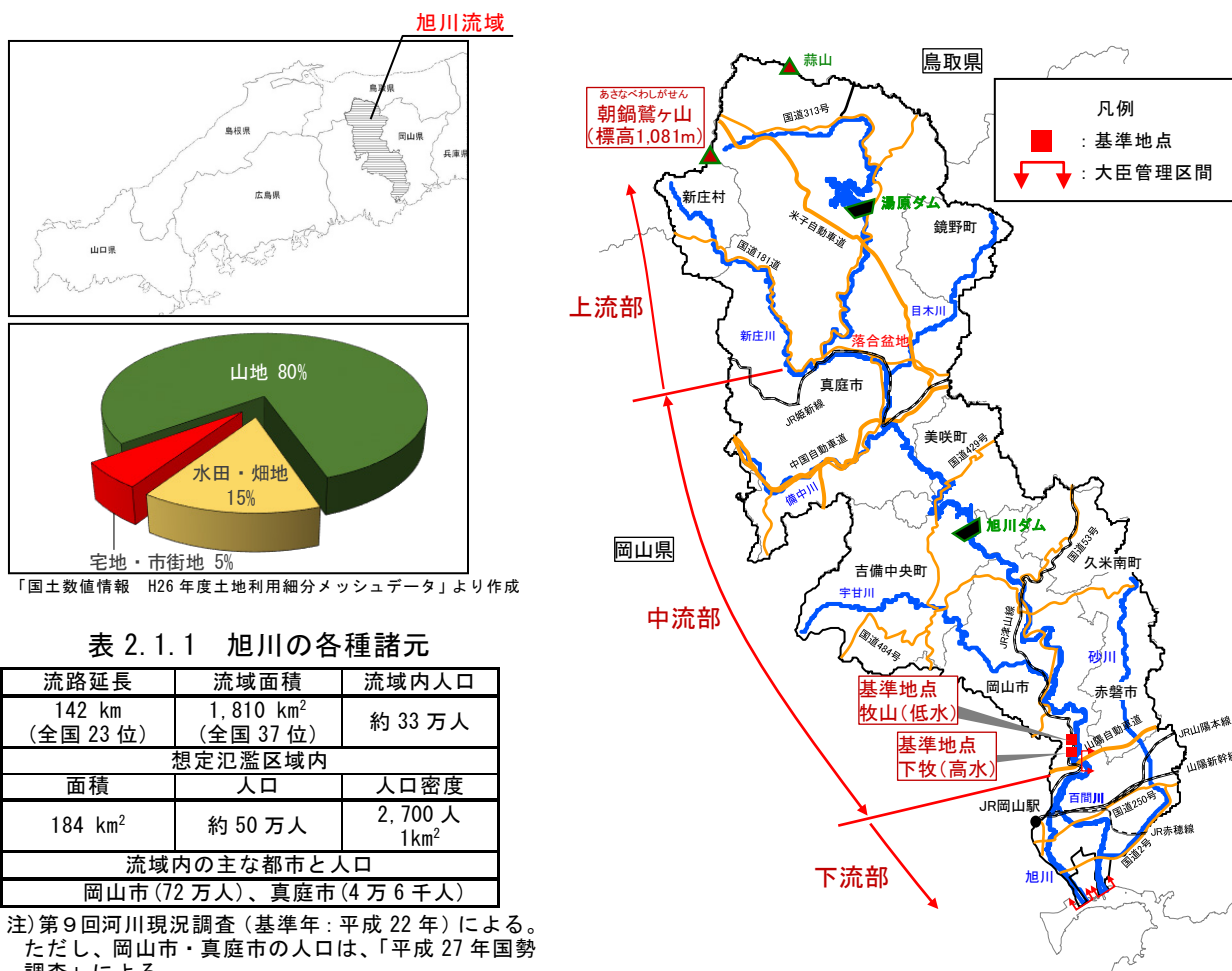 旭川流域
鳥取県
島根県
岡山県
兵庫県
広島県
山口県
山地 80%
水田・畑地
15%
宅地・市街地 5%
「国土数値情報 H26年度土地利用細分メッシュデータ」より作成
表 2.1.1 旭川の各種諸元
流路延長 流域面積 流域内人口
142 km 1,810 km² 約 33 万人
(全国 23 位) (全国 37 位)
想定氾濫区域内
面積 人口 人口密度
184 km² 約 50 万人 2,700 人
1km²
流域内の主な都市と人口
岡山市(72 万人)、真庭市(4 万 6 千人)
注)第9回河川現況調査(基準年:平成 22 年)による。
ただし、岡山市・真庭市の人口は、「平成 27 年国勢
調査」による
蒜山
鳥取県
あさなべわしがせん
朝鍋鷲ヶ山
(標高1,081m)
凡例
:基準地点
:大臣管理区間
国道313号
新庄村
湯原ダム
米子自動車道
鏡野町
国道181道
上流部
目木川
新庄川
落合盆地
真庭市
JR姫新線
美咲町
国道429号
中国自動車道
備中川
旭川ダム
岡山県
国道53号
吉備中央町
久米南町
宇甘川
JR津山線
中流部
国道484号
砂川
岡山市
赤磐市
基準地点
牧山(低水)
山陽自動車道
JR山陽本線
基準地点
下牧(高水)
山陽新幹線
百間川
JR岡山駅
国道250号
JR赤穂線
国道2号
下流部
旭川